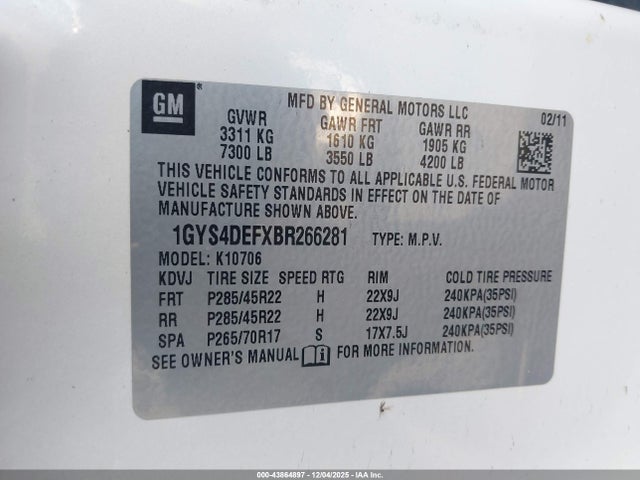 GM ®
MFD BY GENERAL MOTORS LLC
02/11
GVWR GAWR FRT GAWR RR
3311 KG 1610 KG 1905 KG
7300 LB 3550 LB 4200 LB
THIS VEHICLE CONFORMS TO ALL APPLICABLE U.S. FEDERAL MOTOR
VEHICLE SAFETY STANDARDS IN EFFECT ON THE DATE OF
MANUFACTURE SHOWN ABOVE.
1GYS4DEFXBR266281 TYPE: M.P.V.
MODEL: K10706
KDVJ TIRE SIZE SPEED RTG RIM COLD TIRE PRESSURE
FRT P285/45R22 H 22X9J 240KPA(35PSI)
RR P285/45R22 H 22X9J 240KPA(35PSI)
SPA P265/70R17 S 17X7.5J 240KPA(35PSI)
SEE OWNER'S MANUAL FOR MORE INFORMATION.
000-43864897 - 12/04/2025 - IAAI.COM